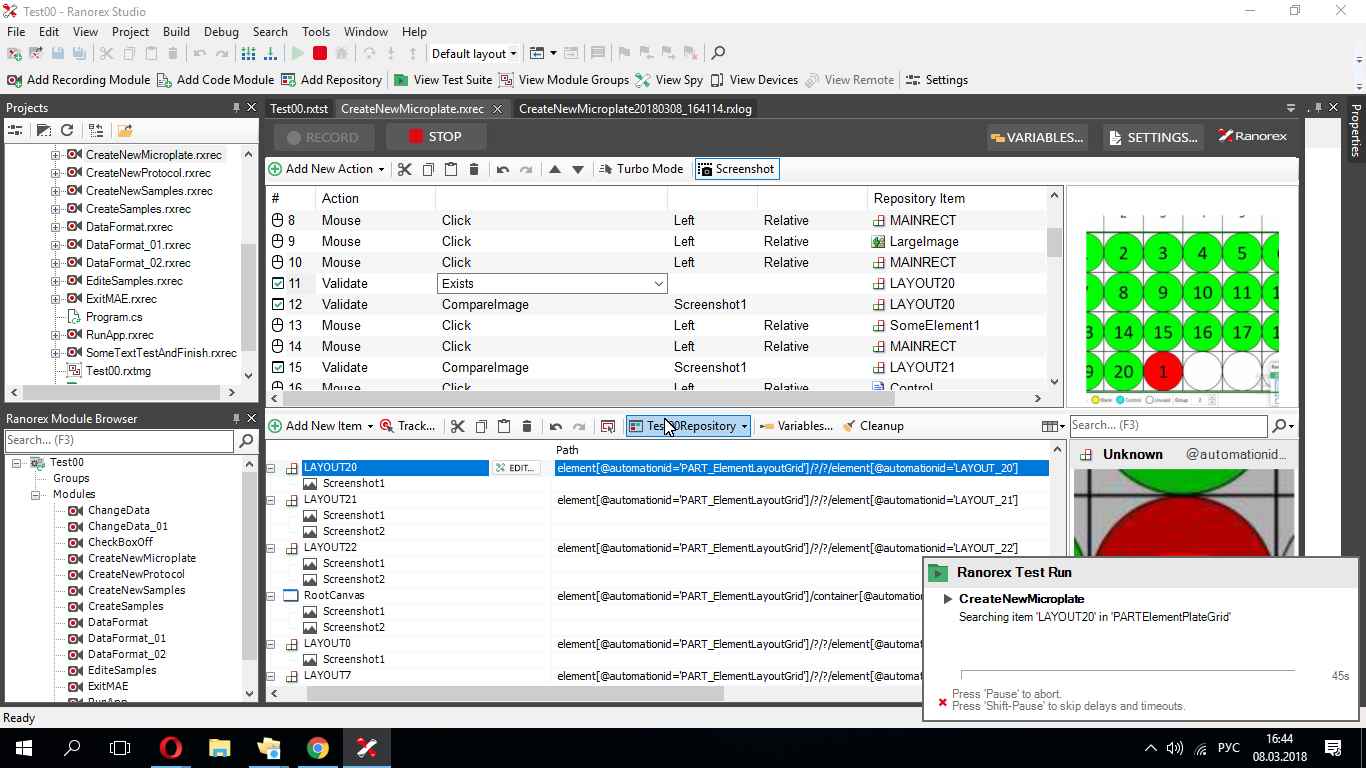 Test00 - Ranorex Studio
File Edit View Project Build Debug Search Tools Window Help
Default layout
Add Recording Module Add Code Module Add Repository View Test Suite View Module Groups View Spy View Devices View Remote Settings
Projects
CreateNewMicroplate.rxrec
CreateNewProtocol.rxrec
CreateNewSamples.rxrec
CreateSamples.rxrec
DataFormat.rxrec
DataFormat_01.rxrec
DataFormat_02.rxrec
EditeSamples.rxrec
ExitMAE.rxrec
Program.cs
RunApp.rxrec
SomeTextTestAndFinish.rxrec
Test00.rxtmg
Ranorex Module Browser
Search... (F3)
Test00
Groups
Modules
ChangeData
ChangeData_01
CheckBoxOff
CreateNewMicroplate
CreateNewProtocol
CreateNewSamples
CreateSamples
DataFormat
DataFormat_01
DataFormat_02
EditeSamples
ExitMAE
RunApp
Test00.rxtst CreateNewMicroplate.rxrec CreateNewMicroplate20180308_164114.rxlog
RECORD STOP VARIABLES... SETTINGS... Ranorex
Add New Action Turbo Mode Screenshot
# Action Repository Item
8 Mouse Click Left Relative MAINRECT
9 Mouse Click Left Relative LargeImage
10 Mouse Click Left Relative MAINRECT
11 Validate Exists LAYOUT20
12 Validate CompareImage Screenshot1 LAYOUT20
13 Mouse Click Left Relative SomeElement1
14 Mouse Click Left Relative MAINRECT
15 Validate CompareImage Screenshot1 LAYOUT21
16 Mouse Click Left Relative Control
2 3 4 5
8 9 10 11
14 15 16 17
20 1
Add New Item Track... Repository Variables... Cleanup
Search... (F3)
Path
LAYOUT20 EDIT... element[@automationid='PART_ElementLayoutGrid']/?/?/element[@automationid='LAYOUT_20']
Screenshot1
LAYOUT21 element[@automationid='PART_ElementLayoutGrid']/?/?/element[@automationid='LAYOUT_21']
Screenshot1
Screenshot2
LAYOUT22 element[@automationid='PART_ElementLayoutGrid']/?/?/element[@automationid='LAYOUT_22']
Screenshot1
Screenshot2
RootCanvas element[@automationid='PART_ElementLayoutGrid']/container[@automation
Screenshot1
Screenshot2
LAYOUT0 element[@automationid='PART_ElementLayoutGrid']/?/?/element[@automation
Screenshot1
LAYOUT7 element[@automationid='PART_ElementLayoutGrid']/?/?/element[@automation
Unknown @automationid...
Properties
Ranorex Test Run
CreateNewMicroplate
Searching item 'LAYOUT20' in 'PARTElementPlateGrid'
45s
Press 'Pause' to abort.
Press 'Shift-Pause' to skip delays and timeouts.
Ready
РУС
16:44
08.03.2018